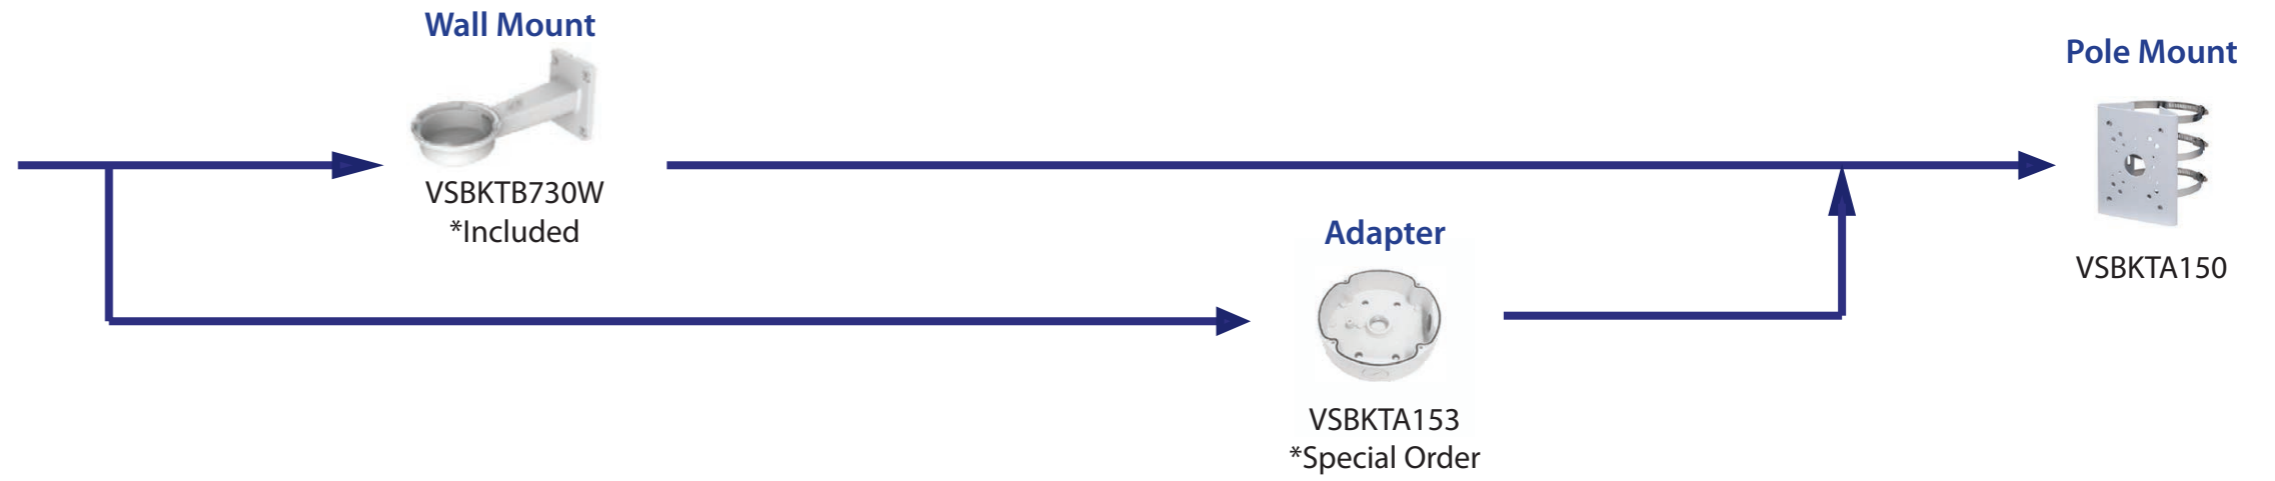 Wall Mount
VSBKTB730W
*Included
Adapter
VSBKTA153
*Special Order
Pole Mount
VSBKTA150